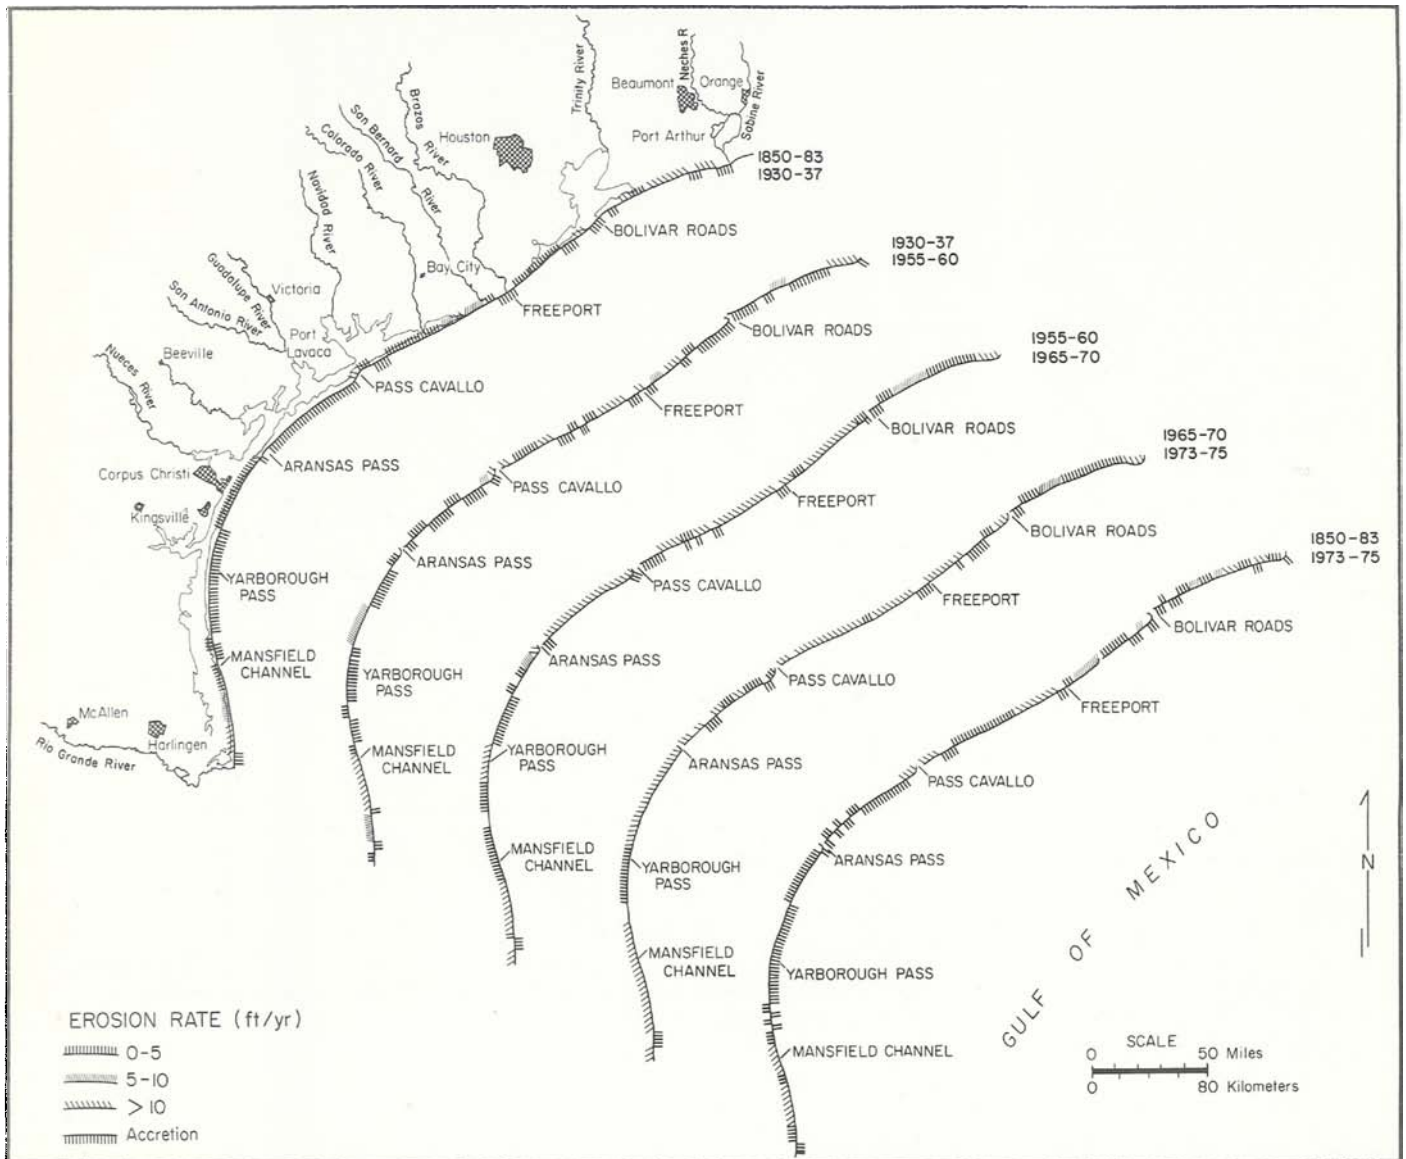 Trinity River
Neches R
Beaumont
Orange
Sabine River
Port Arthur
Houston
Brazos River
San Bernard River
Colorado River
Navidad River
1850-83
1930-37
BOLIVAR ROADS
Bay City
FREEPORT
Guadalupe River
Victoria
San Antonio River
Port
Lavaca
Beeville
Nueces River
PASS CAVALLO
ARANSAS PASS
Corpus Christi
Kingsville
YARBOROUGH
PASS
MANSFIELD
CHANNEL
McAllen
Harlingen
Rio Grande River
1930-37
1955-60
BOLIVAR ROADS
FREEPORT
PASS CAVALLO
ARANSAS PASS
YARBOROUGH
PASS
MANSFIELD
CHANNEL
1955-60
1965-70
BOLIVAR ROADS
FREEPORT
PASS CAVALLO
ARANSAS PASS
YARBOROUGH
PASS
MANSFIELD
CHANNEL
1965-70
1973-75
BOLIVAR ROADS
FREEPORT
PASS CAVALLO
ARANSAS PASS
YARBOROUGH
PASS
MANSFIELD
CHANNEL
1850-83
1973-75
BOLIVAR ROADS
FREEPORT
PASS CAVALLO
ARANSAS PASS
YARBOROUGH PASS
MANSFIELD CHANNEL
GULF OF MEXICO
N
EROSION RATE (ft/yr)
0-5
5-10
>10
Accretion
SCALE
0 50 Miles
0 80 Kilometers